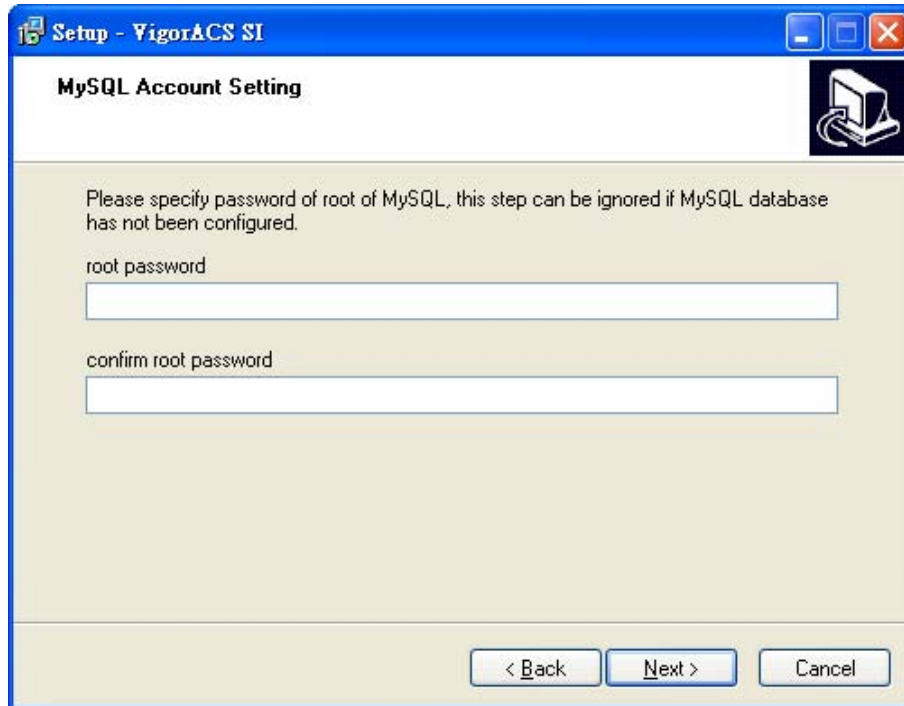 Setup - VigorACS SI
MySQL Account Setting
Please specify password of root of MySQL, this step can be ignored if MySQL database
has not been configured.
root password
confirm root password
< Back
Next >
Cancel